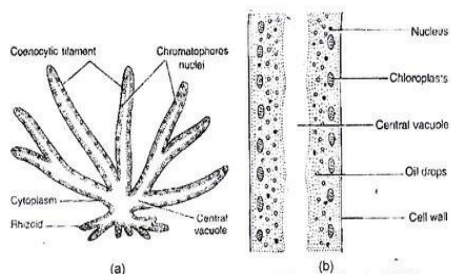 Coenocytic filament
Chromatophores
nuclei
Cytoplasm
Rhizoid
Central
vacuole
(a)
(b)
Nucleus
Chloroplasts
Central vacuole
Oil drops
Cell wall